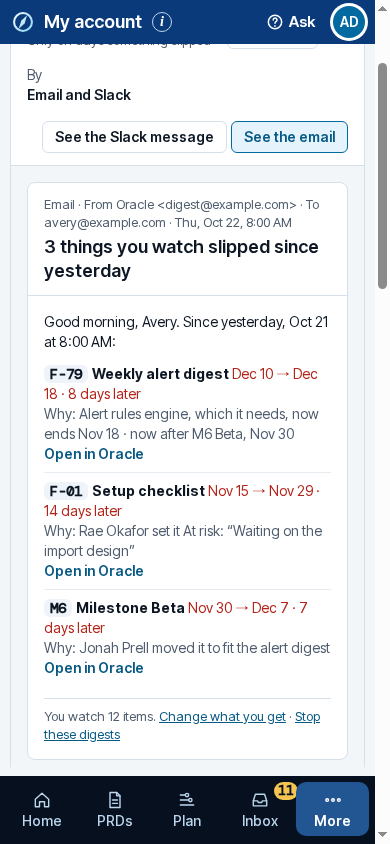 My account
i
Ask
AD
Only on days something slipped
By
Email and Slack
See the Slack message
See the email
Email · From Oracle <digest@example.com> · To
avery@example.com · Thu, Oct 22, 8:00 AM
3 things you watch slipped since
yesterday
Good morning, Avery. Since yesterday, Oct 21
at 8:00 AM:
F-79 Weekly alert digest Dec 10 → Dec
18 · 8 days later
Why: Alert rules engine, which it needs, now
ends Nov 18 · now after M6 Beta, Nov 30
Open in Oracle
F-01 Setup checklist Nov 15 → Nov 29 ·
14 days later
Why: Rae Okafor set it At risk: “Waiting on the
import design”
Open in Oracle
M6 Milestone Beta Nov 30 → Dec 7 · 7
days later
Why: Jonah Prell moved it to fit the alert digest
Open in Oracle
You watch 12 items. Change what you get · Stop
these digests
11
Home
PRDs
Plan
Inbox
More